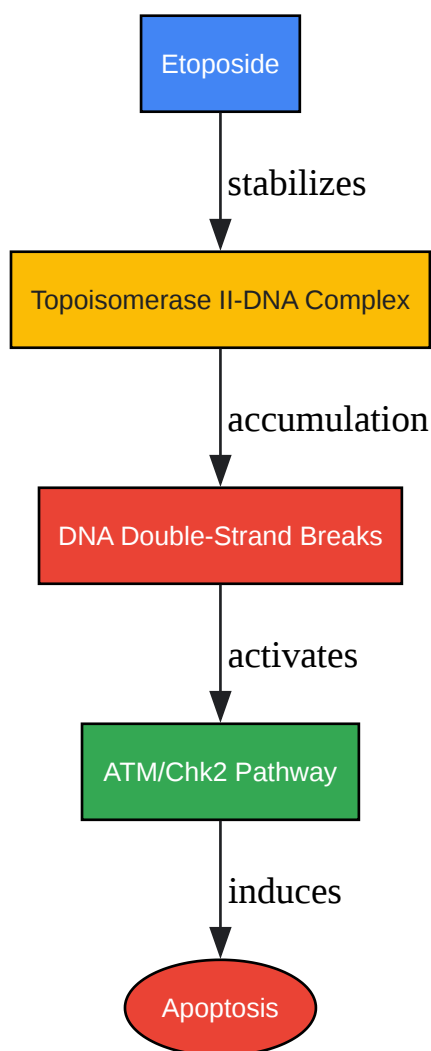 Etoposide
stabilizes
Topoisomerase II-DNA Complex
accumulation
DNA Double-Strand Breaks
activates
ATM/Chk2 Pathway
induces
Apoptosis